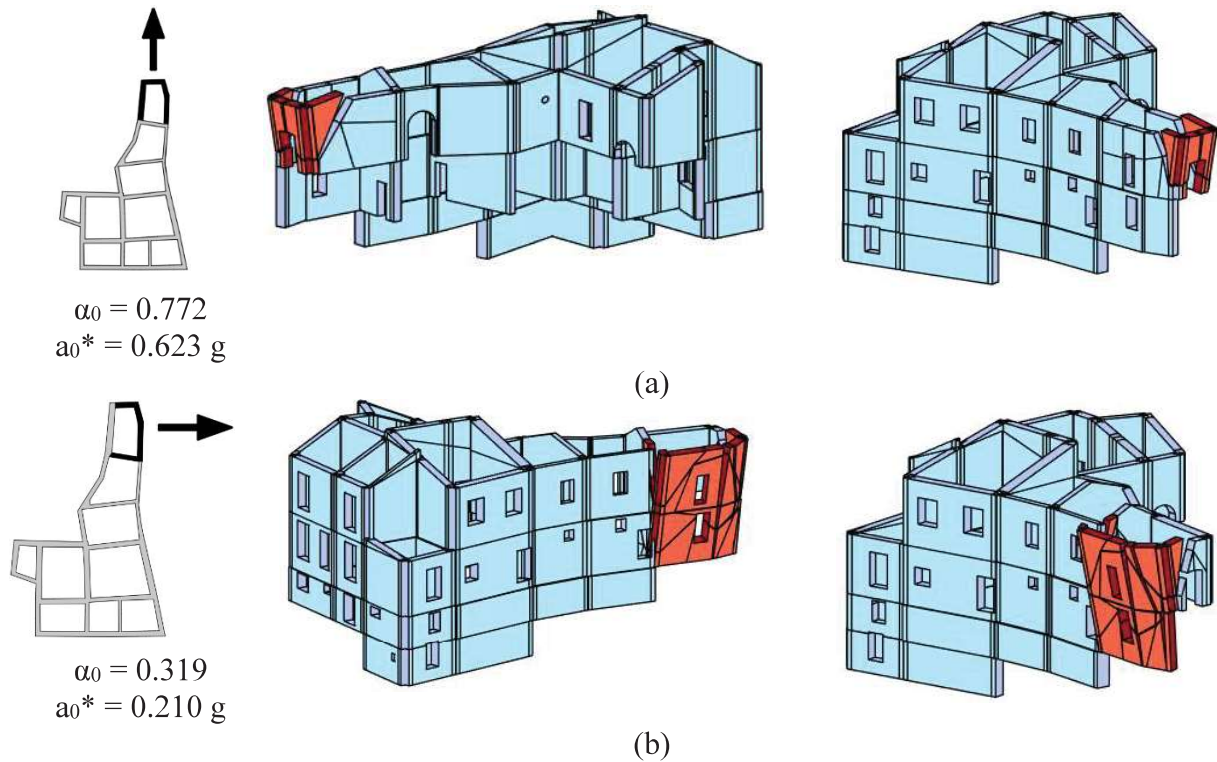 α0 = 0.772
a0* = 0.623 g
(a)
α0 = 0.319
a0* = 0.210 g
(b)